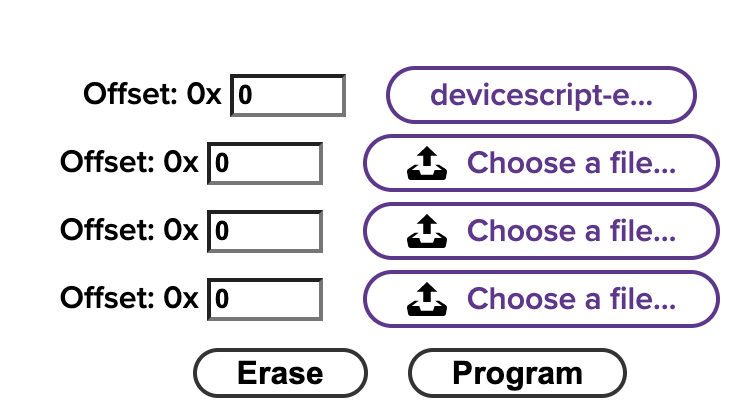 Offset: 0x 0 devicescript-e...
Offset: 0x 0 Choose a file...
Offset: 0x 0 Choose a file...
Offset: 0x 0 Choose a file...
Erase Program